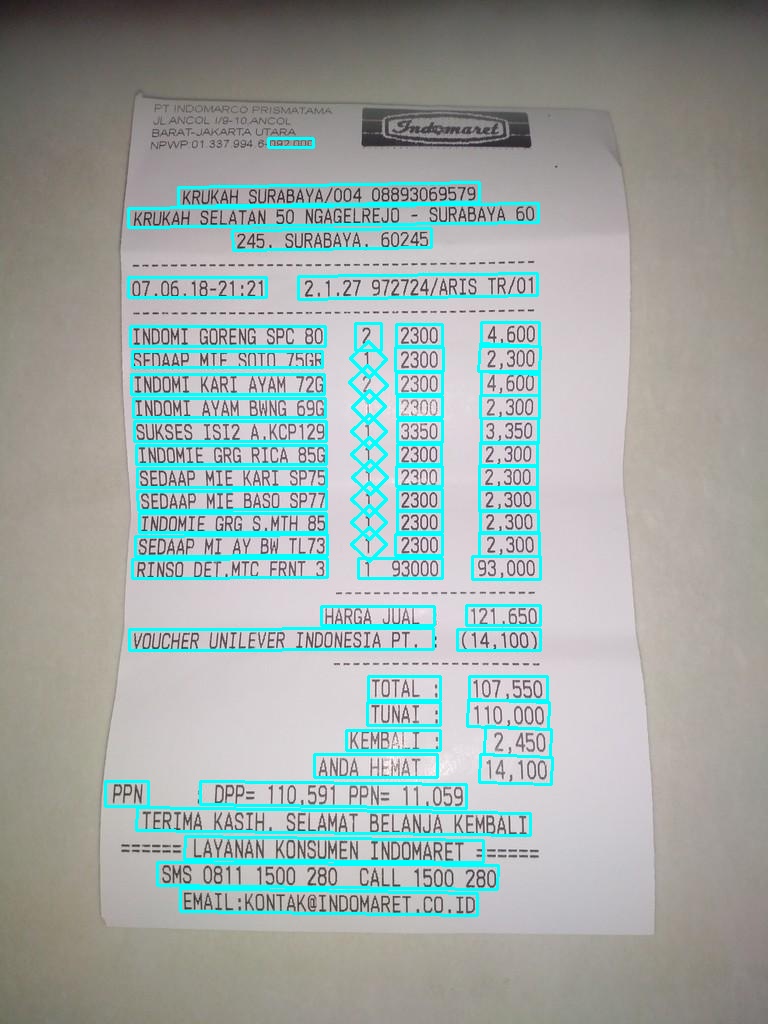 PT INDOMARCO PRISMATAMA
JL.ANCOL I/9-10,ANCOL
BARAT-JAKARTA UTARA
NPWP:01.337.994.6-092.000
Indomaret
KRUKAH SURABAYA/004 08893069579
KRUKAH SELATAN 50 NGAGELREJO - SURABAYA 60
245. SURABAYA. 60245
07.06.18-21:21 2.1.27 972724/ARIS TR/01
INDOMI GORENG SPC 80 2 2300 4,600
SEDAAP MIE SOTO 75GR 1 2300 2,300
INDOMI KARI AYAM 72G 2 2300 4,600
INDOMI AYAM BWNG 69G 1 2300 2,300
SUKSES ISI2 A.KCP129 1 3350 3,350
INDOMIE GRG RICA 85G 1 2300 2,300
SEDAAP MIE KARI SP75 1 2300 2,300
SEDAAP MIE BASO SP77 1 2300 2,300
INDOMIE GRG S.MTH 85 1 2300 2,300
SEDAAP MI AY BW TL73 1 2300 2,300
RINSO DET.MTC FRNT 3 1 93000 93,000
HARGA JUAL : 121.650
VOUCHER UNILEVER INDONESIA PT. : (14,100)
TOTAL : 107,550
TUNAI : 110,000
KEMBALI : 2,450
ANDA HEMAT : 14,100
PPN : DPP= 110,591 PPN= 11,059
TERIMA KASIH. SELAMAT BELANJA KEMBALI
====== LAYANAN KONSUMEN INDOMARET ======
SMS 0811 1500 280 CALL 1500 280
EMAIL:KONTAK@INDOMARET.CO.ID